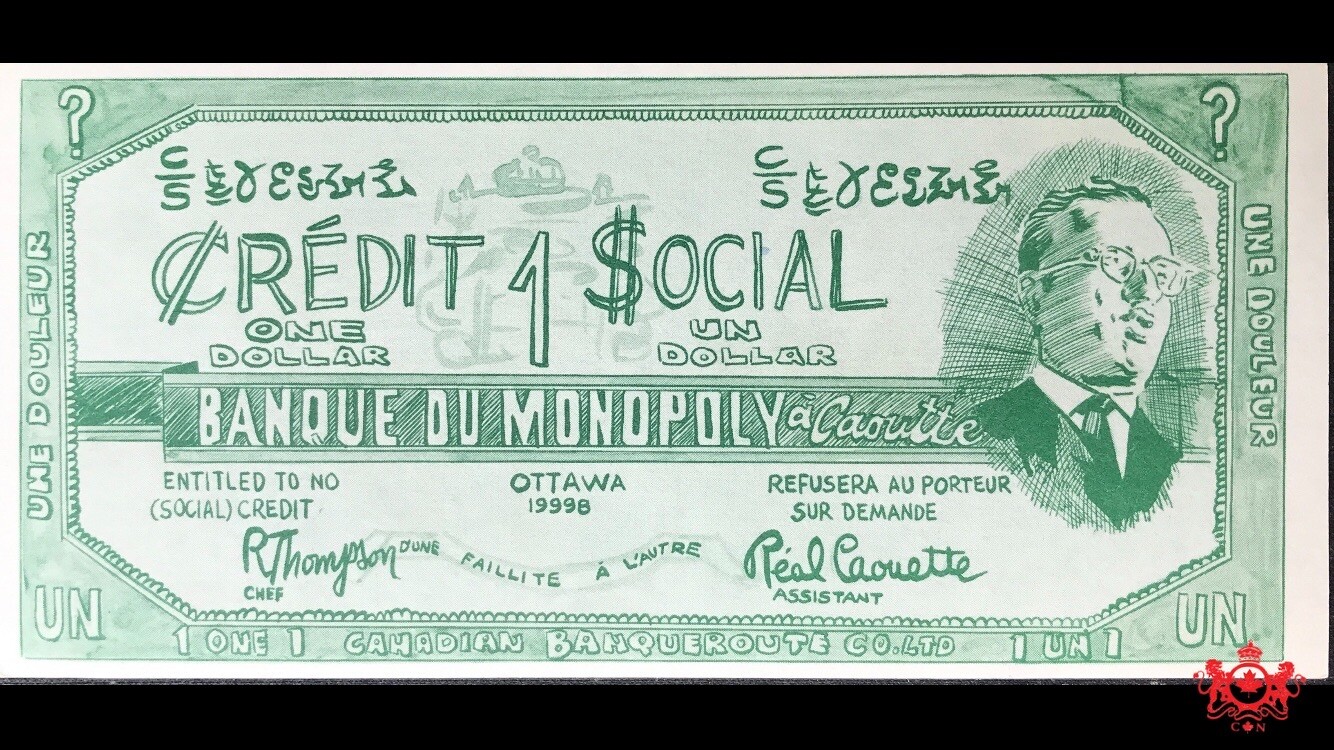 ?
?
C/S
C/S
CRÉDIT 1 $OCIAL
ONE
DOLLAR
UN
DOLLAR
UNE DOULEUR
UNE DOULEUR
BANQUE DU MONOPOLY à Caoutte
ENTITLED TO NO
(SOCIAL) CREDIT
OTTAWA
1999B
REFUSERA AU PORTEUR
SUR DEMANDE
RThompson
CHEF
D'UNE FAILLITE À L'AUTRE
Réal Caouette
ASSISTANT
UN
UN
1 ONE 1 CANADIAN BANQUEROUTE CO. LTD 1 UN 1
C N